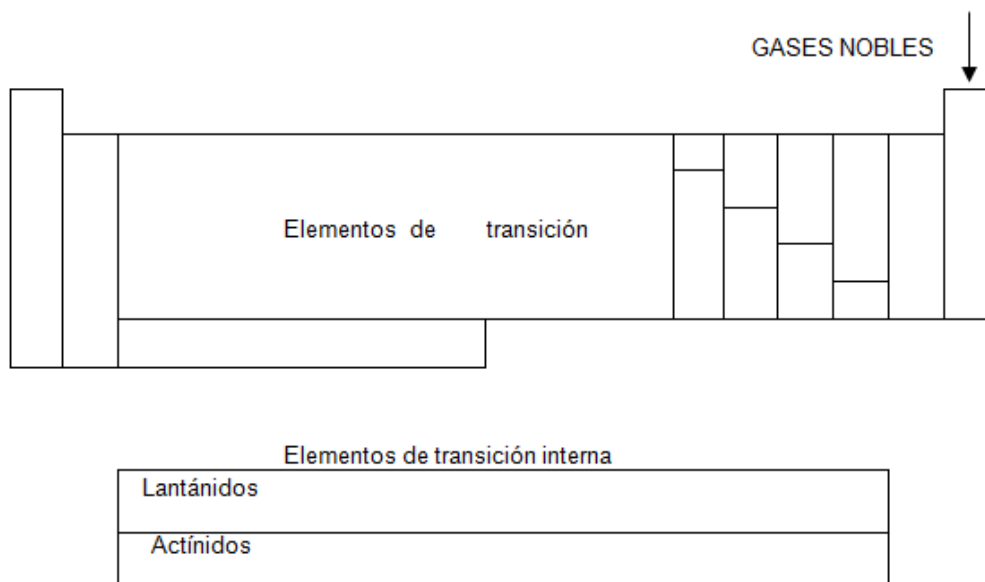 GASES NOBLES
Elementos de transición
Elementos de transición interna
Lantánidos
Actínidos